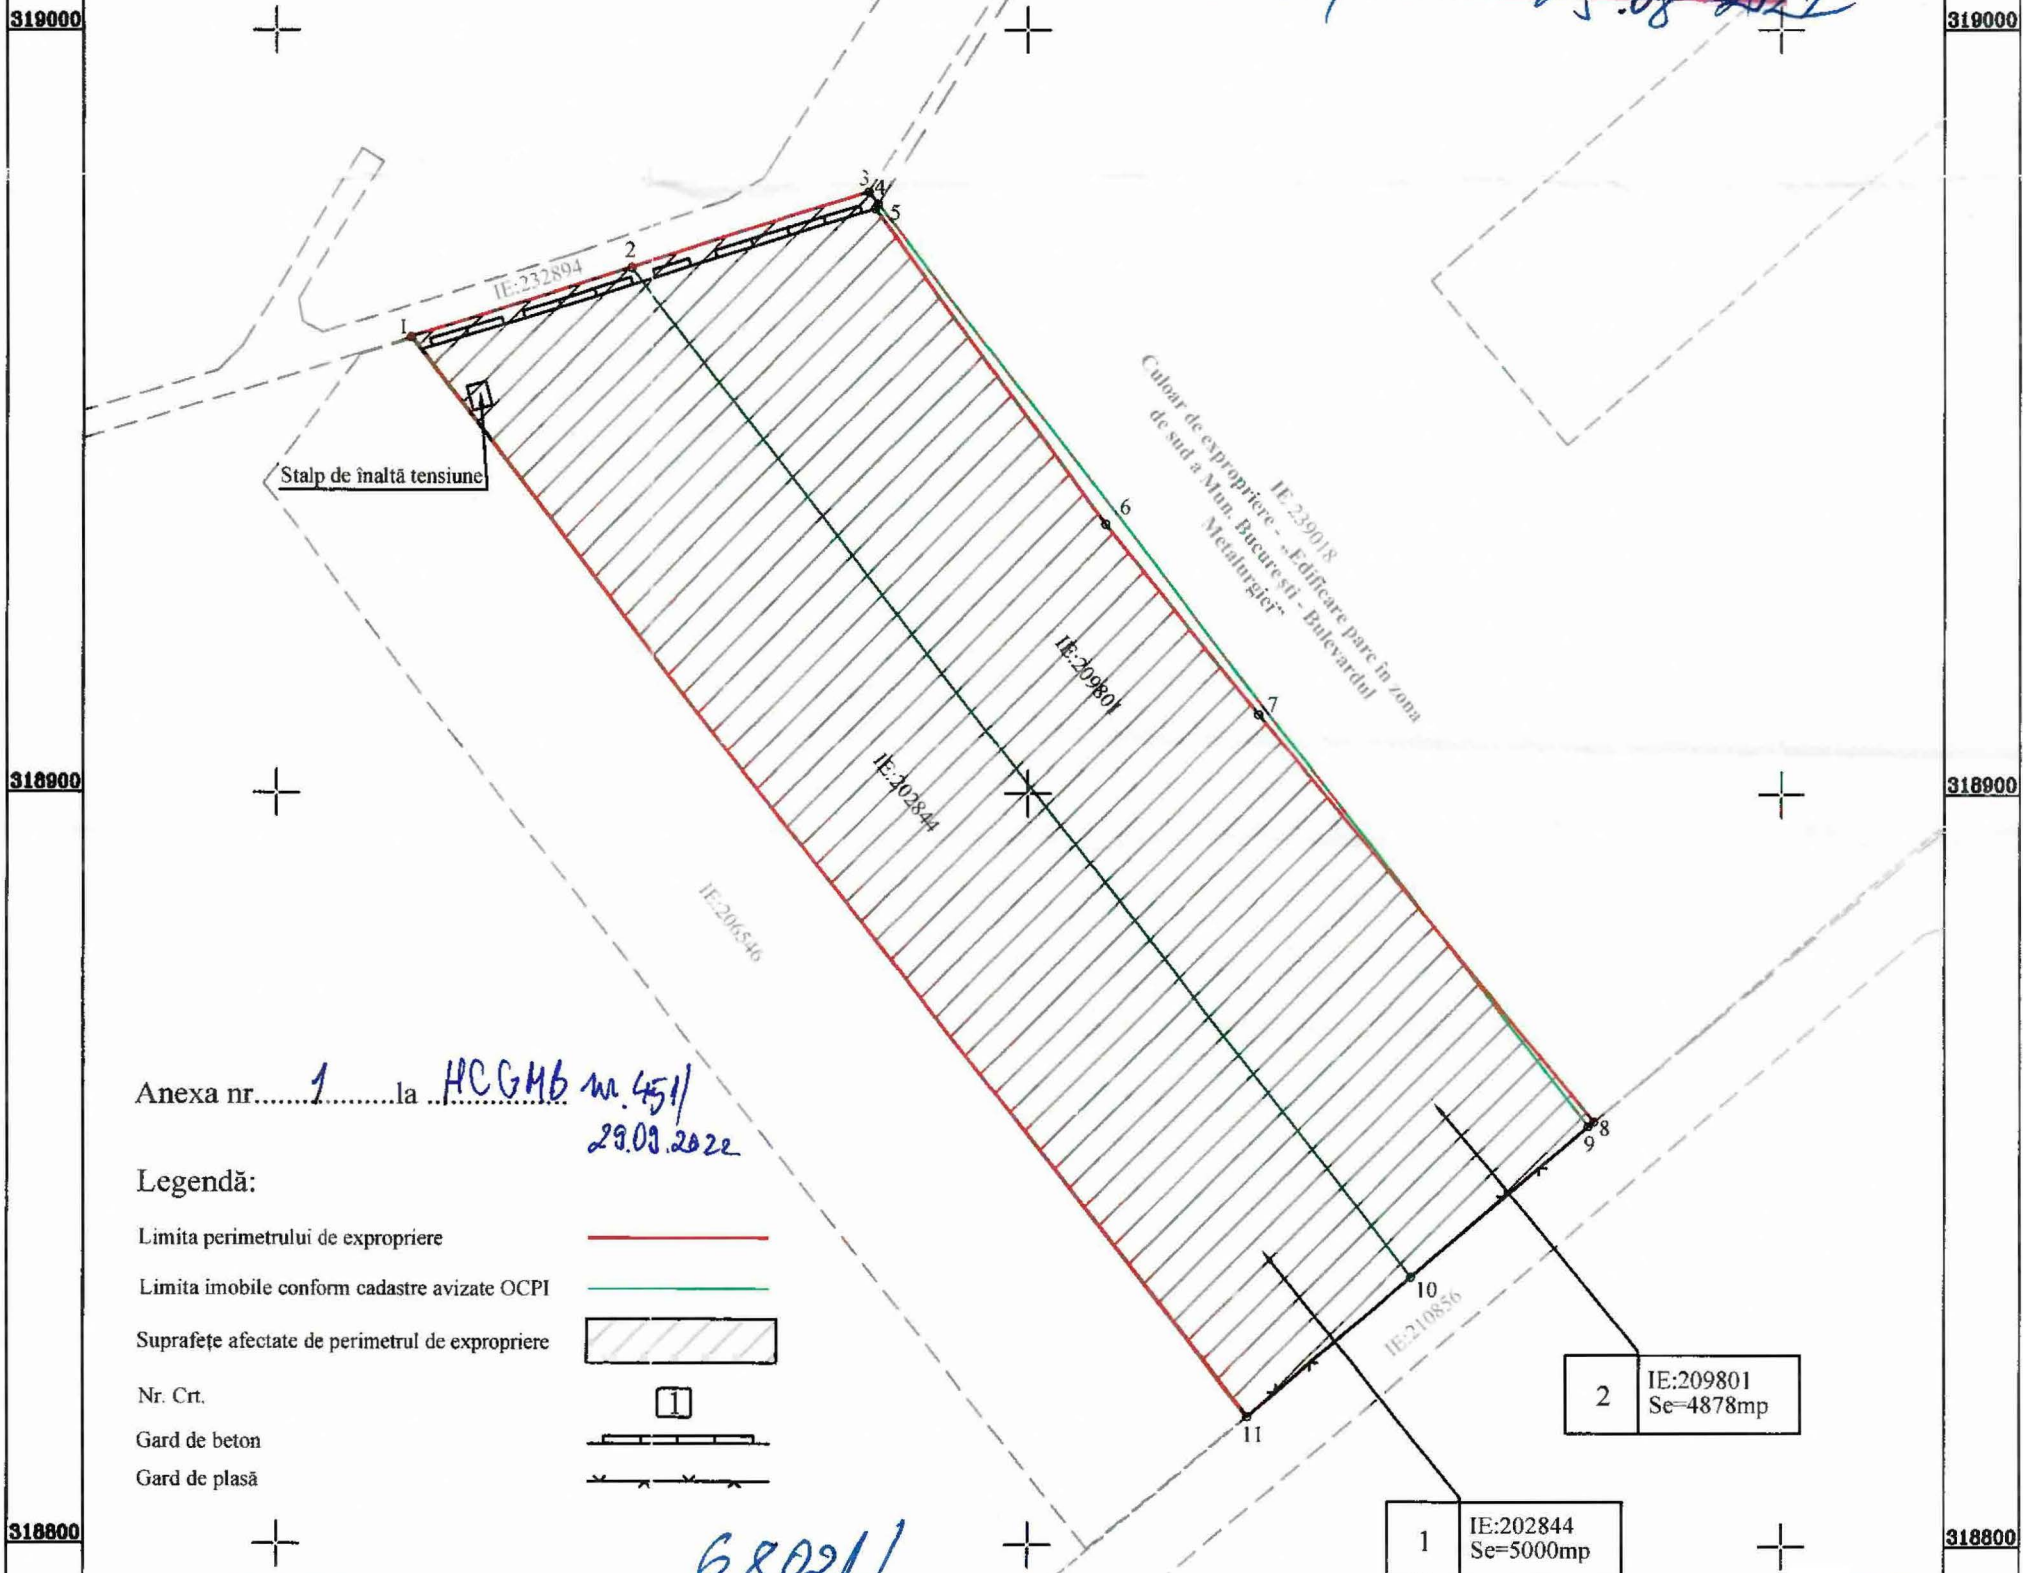 319000
319000
05.08 2022
3
4
5
2
IE:232894
1
Stalp de înaltă tensiune
6
Culoar de expropriere - „Edificare parc în zona
de sud a Mun. București - Bulevardul
Metalurgiei“
IE:239018
IE:209801
7
IE:202844
318900
318900
IE:206546
Anexa nr. 1 la HCGMB nr. 451/
29.09.2022
8
9
Legendă:
Limita perimetrului de expropriere
Limita imobile conform cadastre avizate OCPI
Suprafețe afectate de perimetrul de expropriere
Nr. Crt.
1
Gard de beton
Gard de plasă
10
IE:210856
11
2
IE:209801
Se=4878mp
1
IE:202844
Se=5000mp
318800
318800